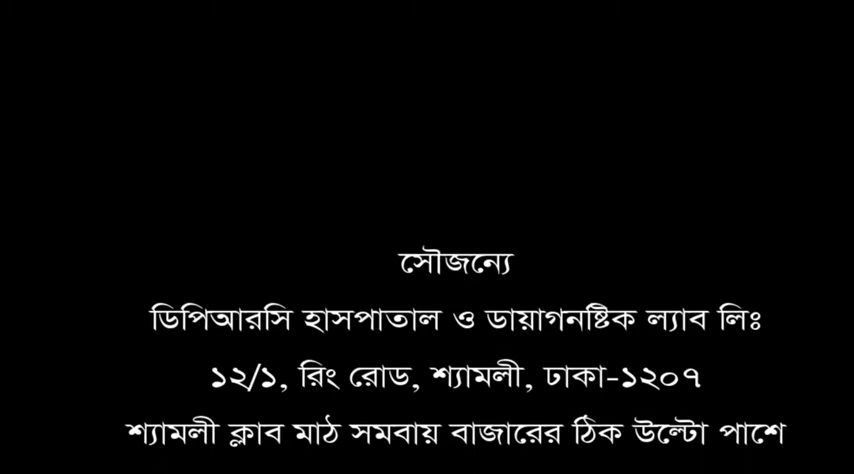 সৌজন্যে
ডিপিআরসি হাসপাতাল ও ডায়াগনষ্টিক ল্যাব লিঃ
১২/১, রিং রোড, শ্যামলী, ঢাকা-১২০৭
শ্যামলী ক্লাব মাঠ সমবায় বাজারের ঠিক উল্টো পাশে